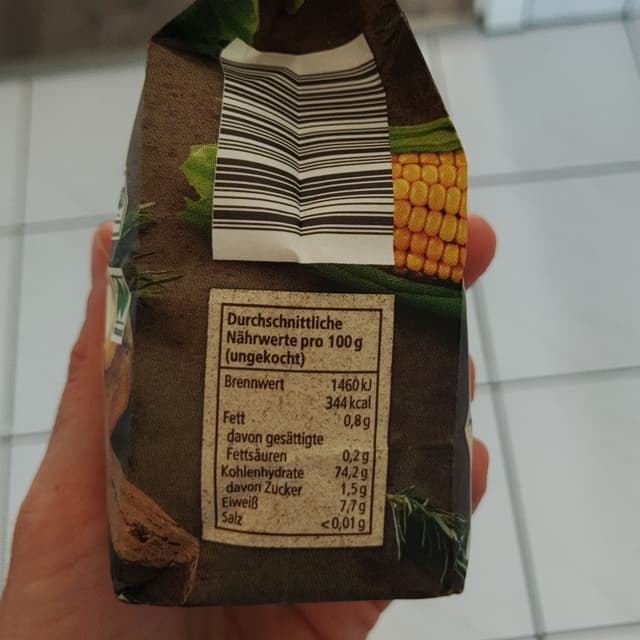 Durchschnittliche
Nährwerte pro 100 g
(ungekocht)
Brennwert 1460 kJ
344 kcal
Fett 0,8 g
davon gesättigte
Fettsäuren 0,2 g
Kohlenhydrate 74,2 g
davon Zucker 1,5 g
Eiweiß 7,7 g
Salz <0,01 g